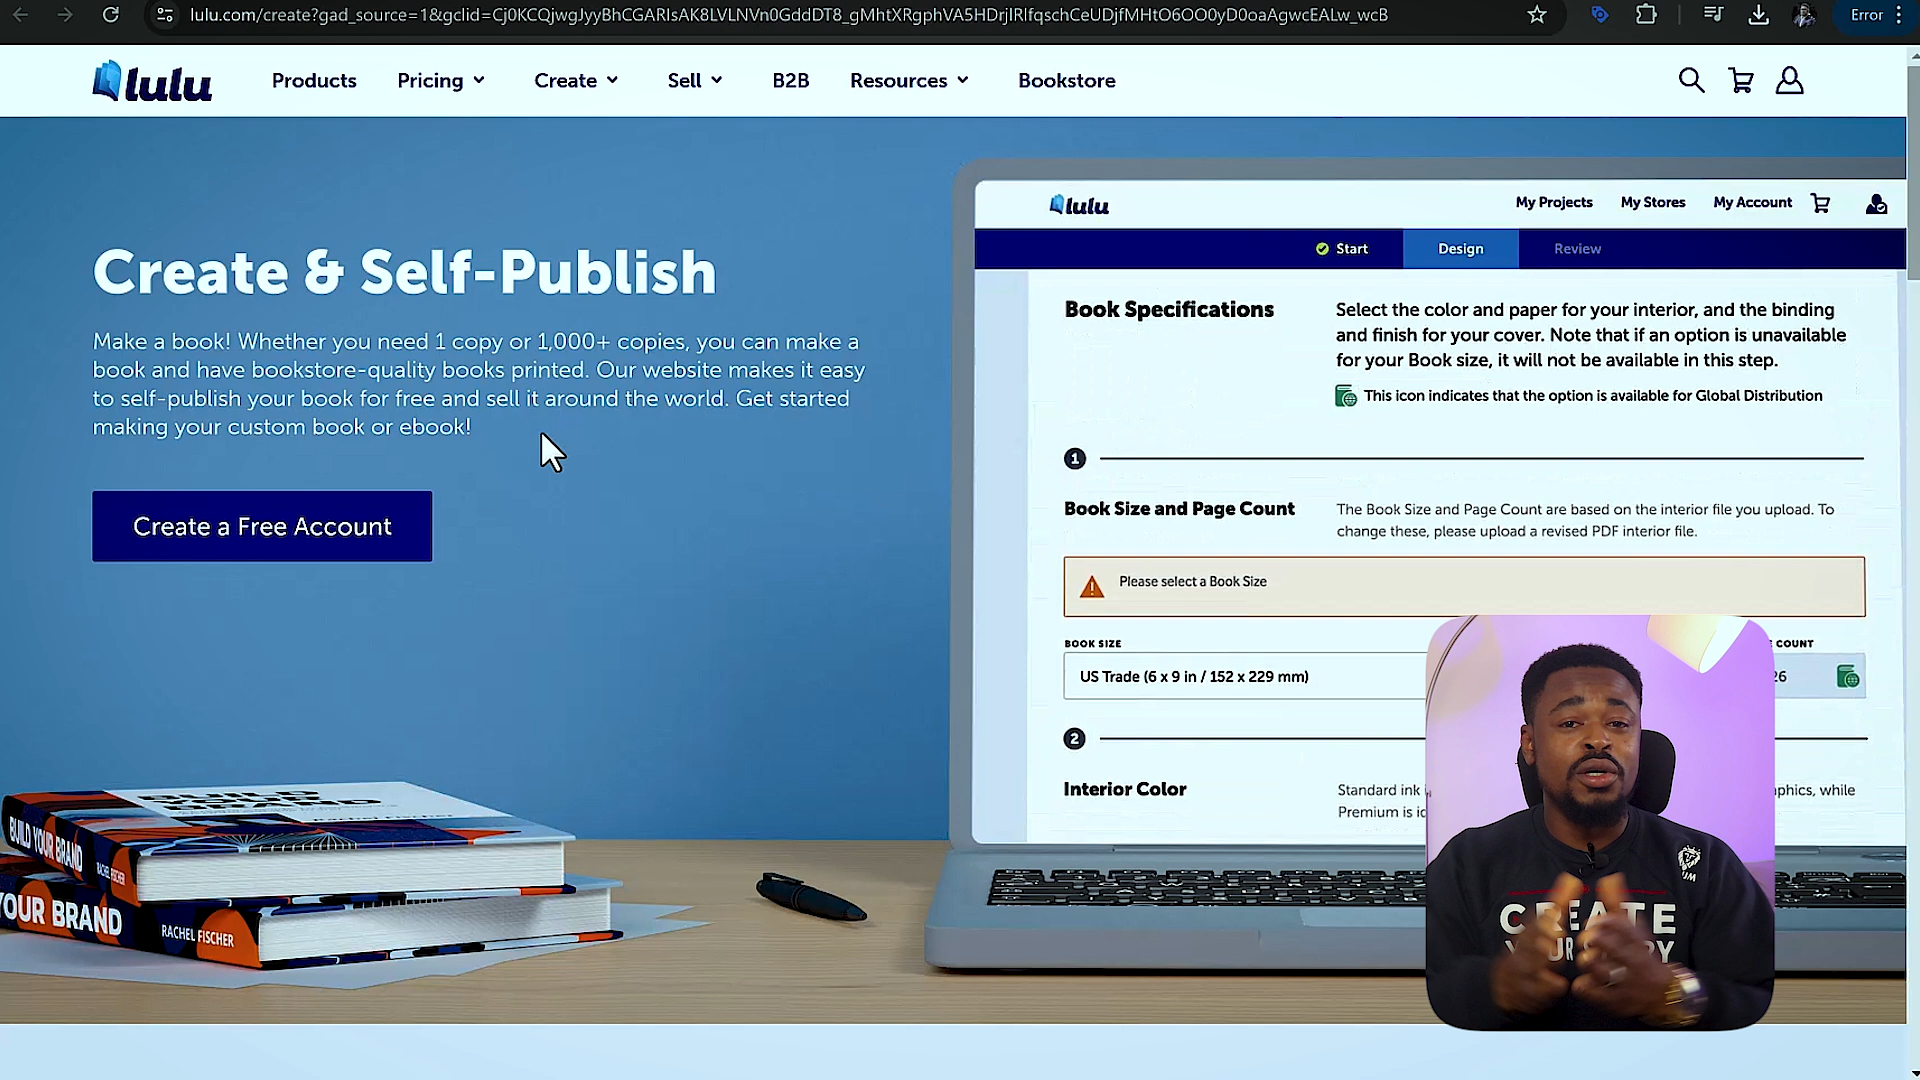 lulu.com/create?gad_source=1&gclid=Cj0KCQjwgJyyBhCGARIsAK8LVLNVn0GddDT8_gMhtXRgphVA5HDrjIRlfqschCeUDjfMHtO6OO0yD0oaAgwcEALw_wcB
Error
lulu
Products
Pricing
Create
Sell
B2B
Resources
Bookstore
Create & Self-Publish
Make a book! Whether you need 1 copy or 1,000+ copies, you can make a
book and have bookstore-quality books printed. Our website makes it easy
to self-publish your book for free and sell it around the world. Get started
making your custom book or ebook!
Create a Free Account
lulu
My Projects
My Stores
My Account
Start
Design
Review
Book Specifications
Select the color and paper for your interior, and the binding
and finish for your cover. Note that if an option is unavailable
for your Book size, it will not be available in this step.
This icon indicates that the option is available for Global Distribution
1
Book Size and Page Count
The Book Size and Page Count are based on the interior file you upload. To
change these, please upload a revised PDF interior file.
Please select a Book Size
BOOK SIZE
COUNT
US Trade (6 x 9 in / 152 x 229 mm)
26
2
Interior Color
Standard ink
while
Premium is
BUILD YOUR BRAND
BUILD YOUR BRAND
RACHEL FISCHER
YOUR BRAND
RACHEL FISCHER
CREATE